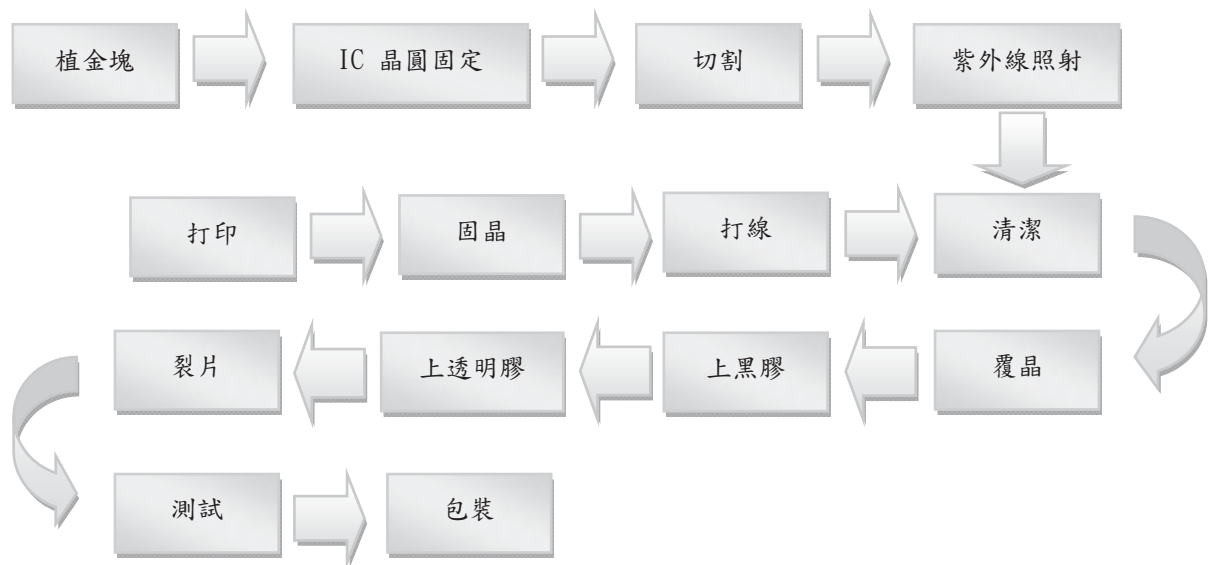 植金塊
IC 晶圓固定
切割
紫外線照射
打印
固晶
打線
清潔
裂片
上透明膠
上黑膠
覆晶
測試
包裝